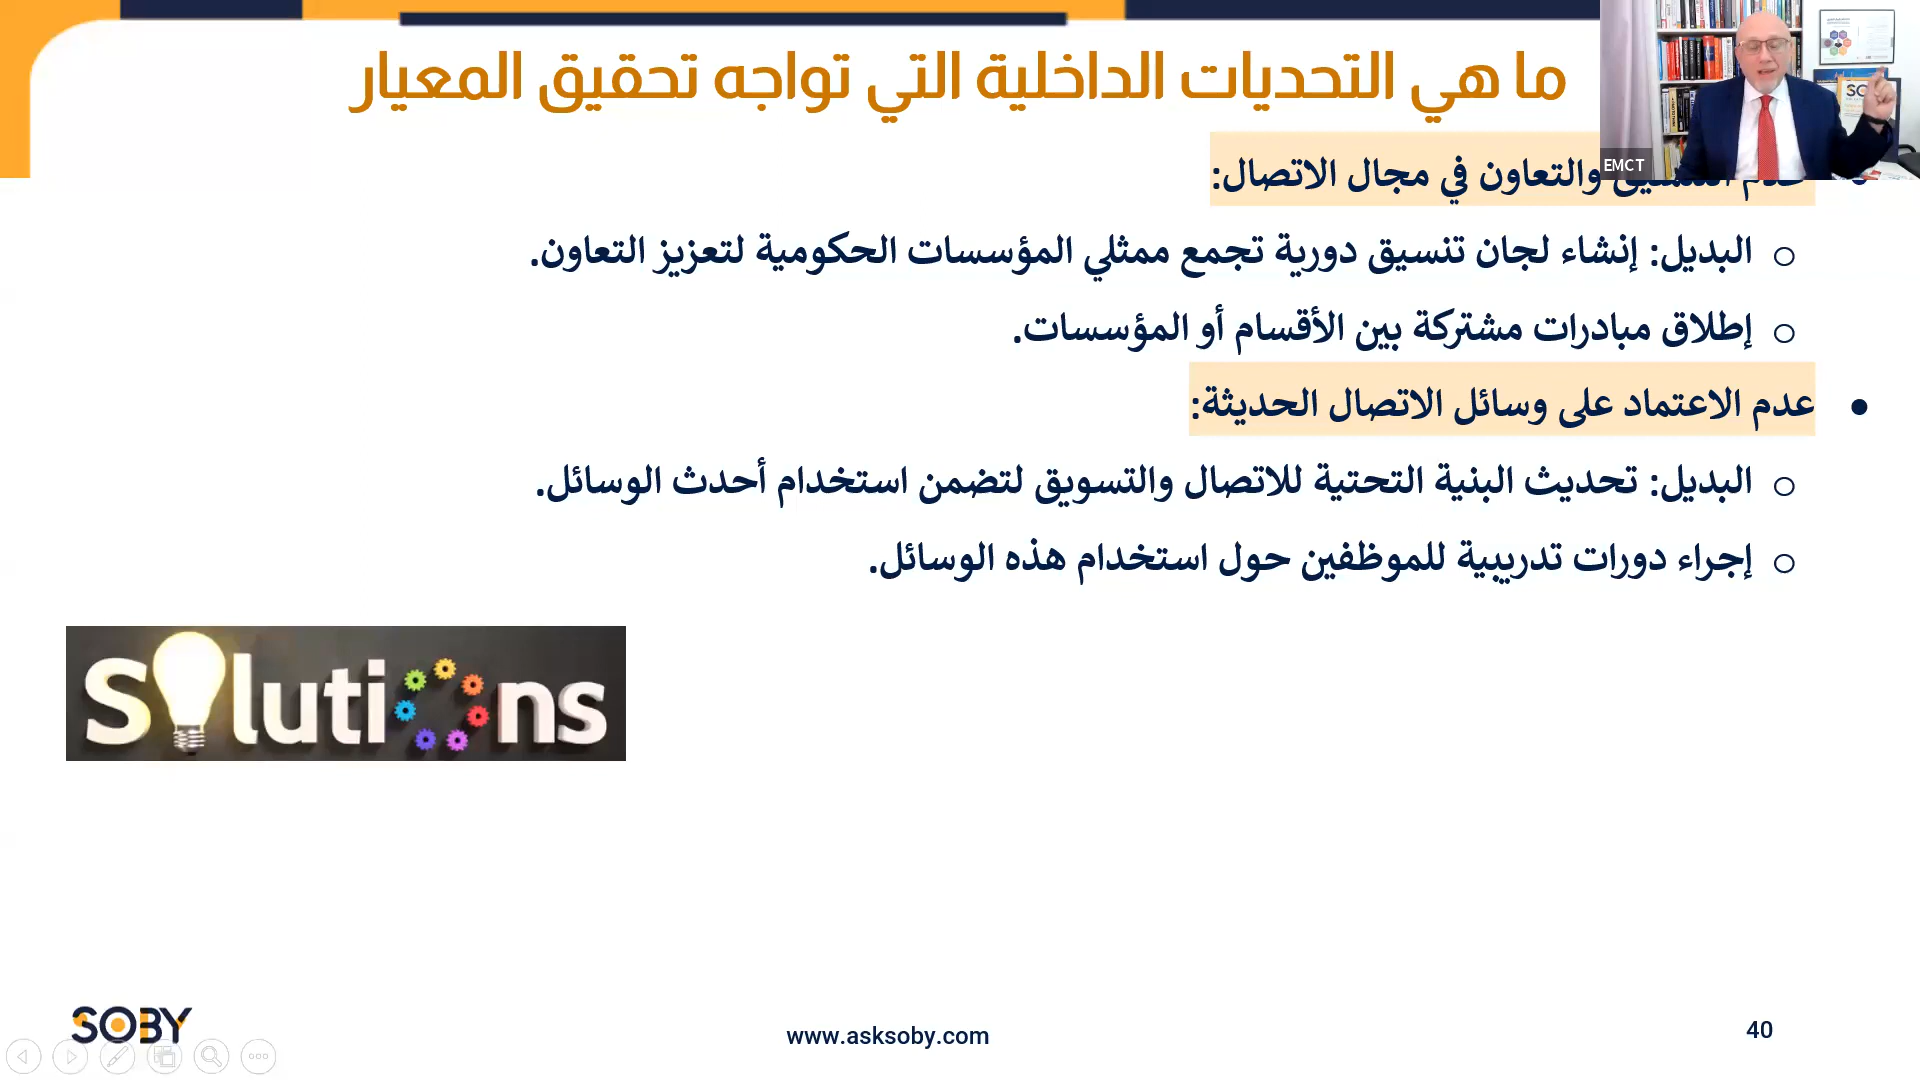 ما هي التحديات الداخلية التي تواجه تحقيق المعيار
EMCT
والتعاون في مجال الاتصال:
البديل: إنشاء لجان تنسيق دورية تجمع ممثلي المؤسسات الحكومية لتعزيز التعاون.
إطلاق مبادرات مشتركة بين الأقسام أو المؤسسات.
عدم الاعتماد على وسائل الاتصال الحديثة:
البديل: تحديث البنية التحتية للاتصال والتسويق لتضمن استخدام أحدث الوسائل.
إجراء دورات تدريبية للموظفين حول استخدام هذه الوسائل.
Solutions
SOBY
www.asksoby.com
40